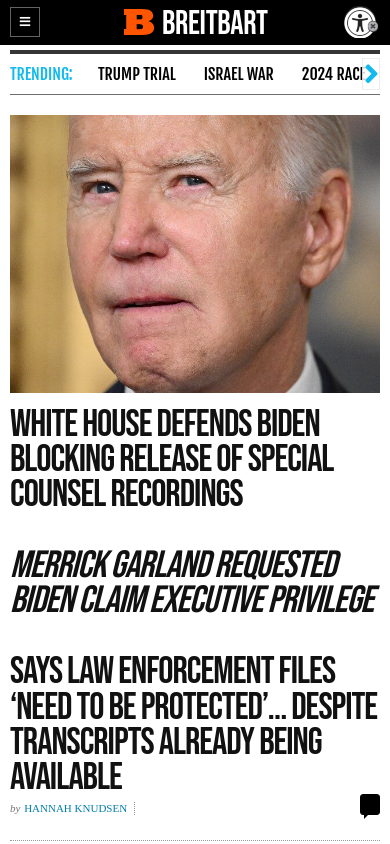 BREITBART
TRENDING: TRUMP TRIAL ISRAEL WAR 2024 RACE
WHITE HOUSE DEFENDS BIDEN
BLOCKING RELEASE OF SPECIAL
COUNSEL RECORDINGS
MERRICK GARLAND REQUESTED
BIDEN CLAIM EXECUTIVE PRIVILEGE
SAYS LAW ENFORCEMENT FILES
‘NEED TO BE PROTECTED’... DESPITE
TRANSCRIPTS ALREADY BEING
AVAILABLE
by HANNAH KNUDSEN